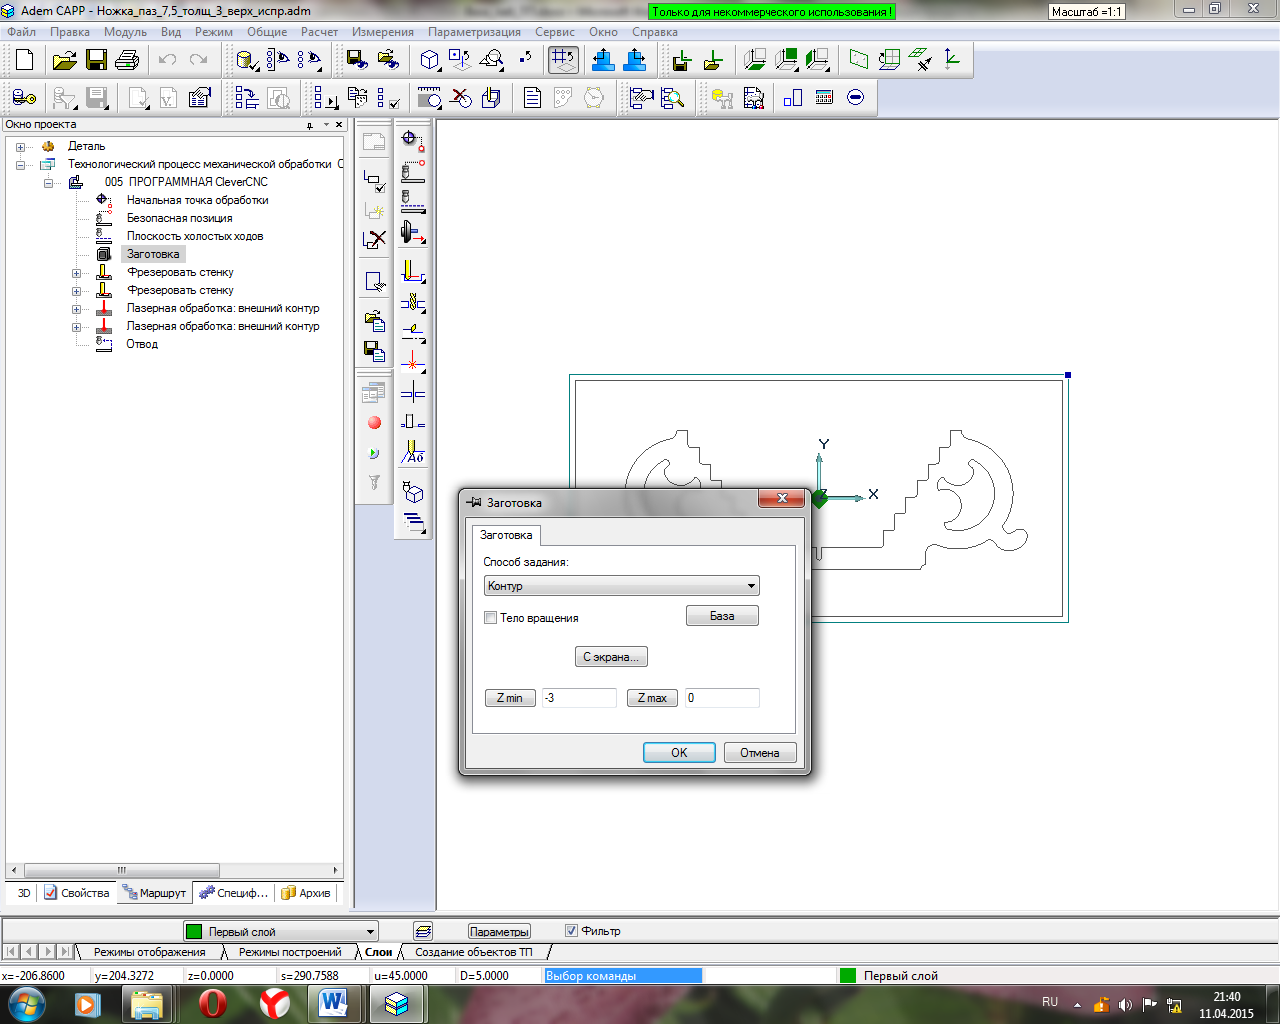 Adem CAPP - Ножка_паз_7,5_толщ_3_верх_испр.adm
Только для некоммерческого использования !
Масштаб =1:1
Файл Правка Модуль Вид Режим Общие Расчет Измерения Параметризация Сервис Окно Справка
Окно проекта
Деталь
Технологический процесс механической обработки С
005 ПРОГРАММНАЯ CleverCNC
Начальная точка обработки
Безопасная позиция
Плоскость холостых ходов
Заготовка
Фрезеровать стенку
Фрезеровать стенку
Лазерная обработка: внешний контур
Лазерная обработка: внешний контур
Отвод
Y
X
Z
Заготовка
Заготовка
Способ задания:
Контур
Тело вращения
База
С экрана...
Z min -3 Z max 0
OK Отмена
3D Свойства Маршрут Специф... Архив
Первый слой Параметры Фильтр
Режимы отображения Режимы построений Слои Создание объектов ТП
x=-206.8600 y=204.3272 z=0.0000 s=290.7588 u=45.0000 D=5.0000 Выбор команды Первый слой
RU
21:40
11.04.2015